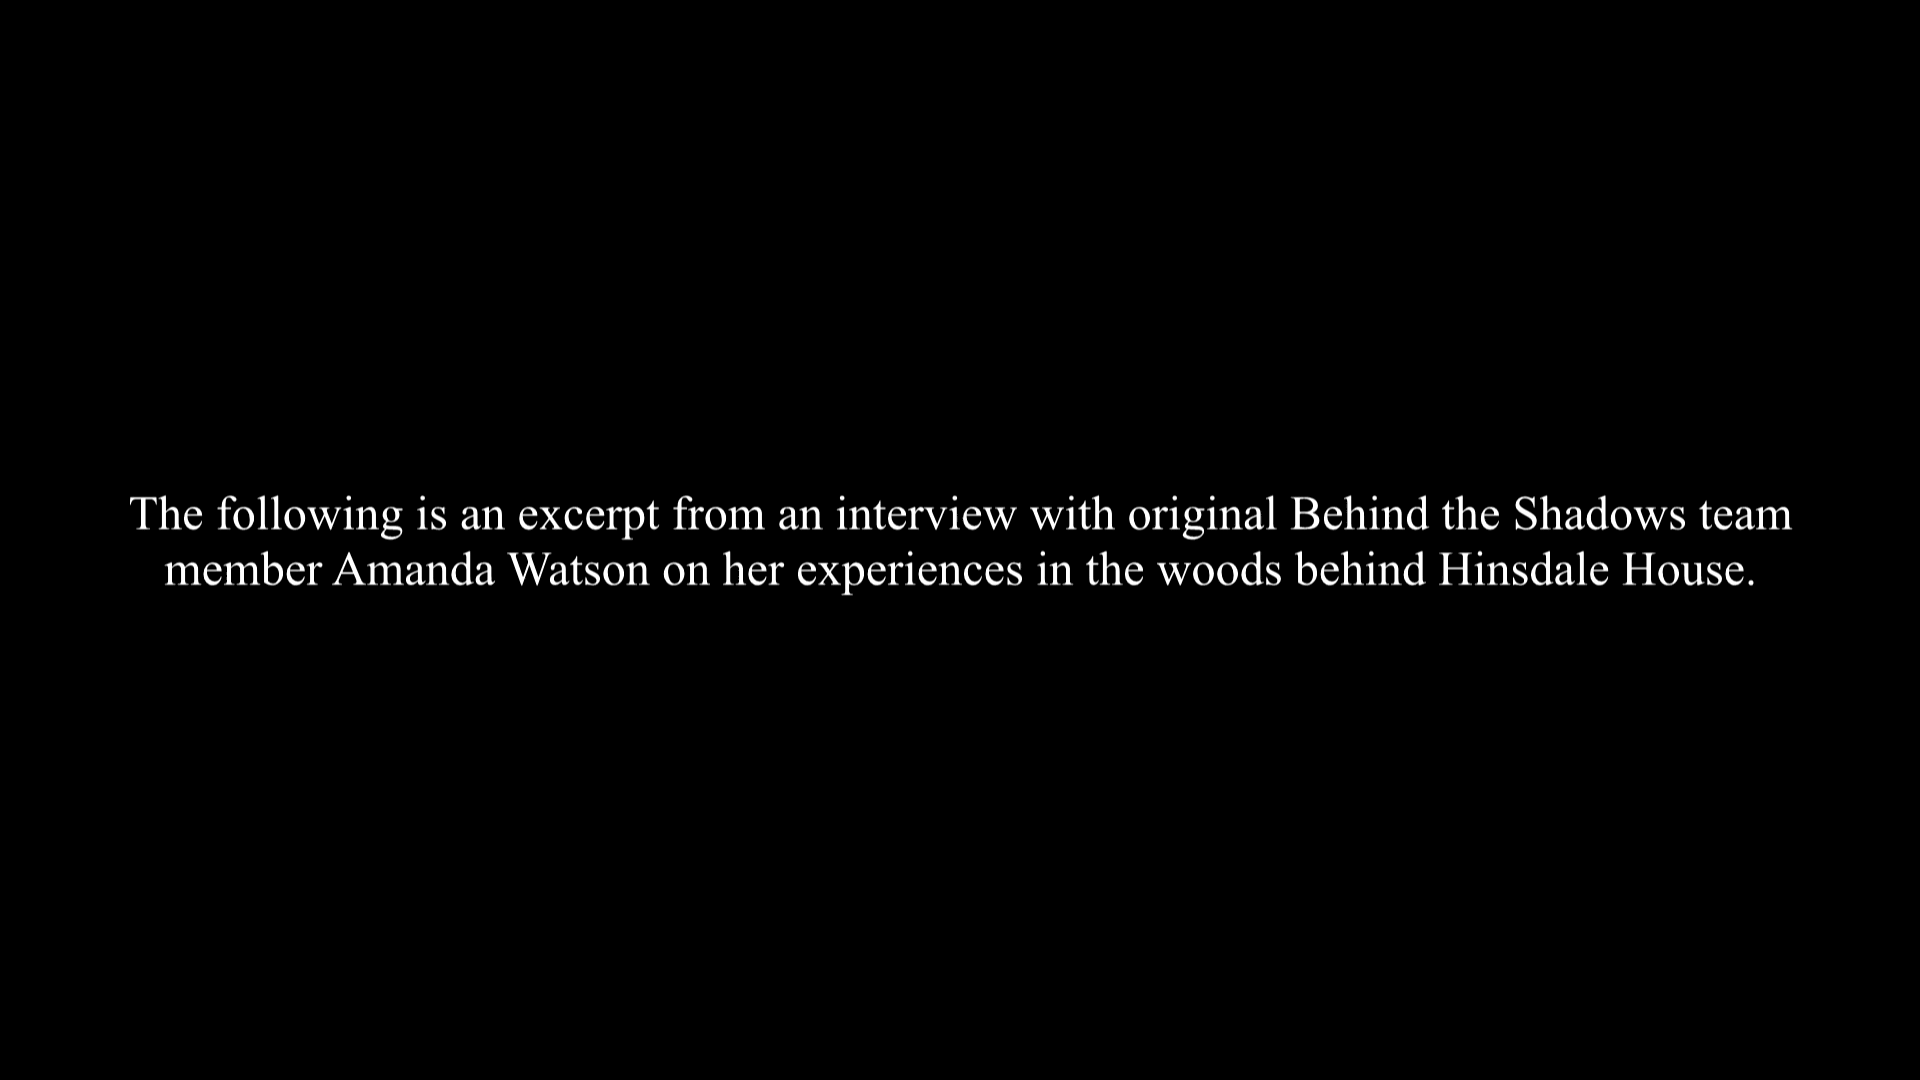 The following is an excerpt from an interview with original Behind the Shadows team
member Amanda Watson on her experiences in the woods behind Hinsdale House.